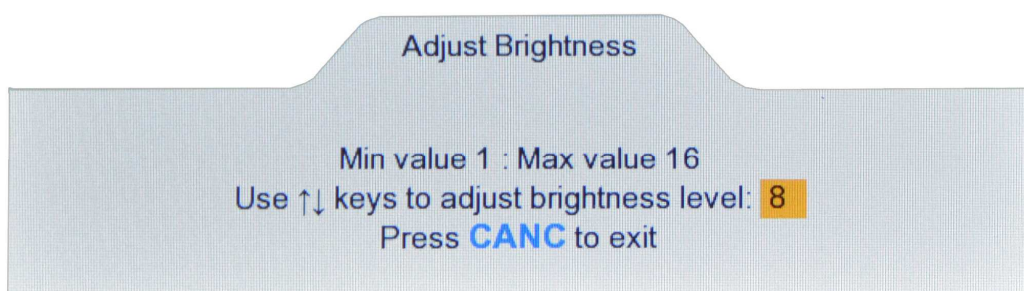 Adjust Brightness
Min value 1 : Max value 16
Use ↑↓ keys to adjust brightness level: 8
Press CANC to exit